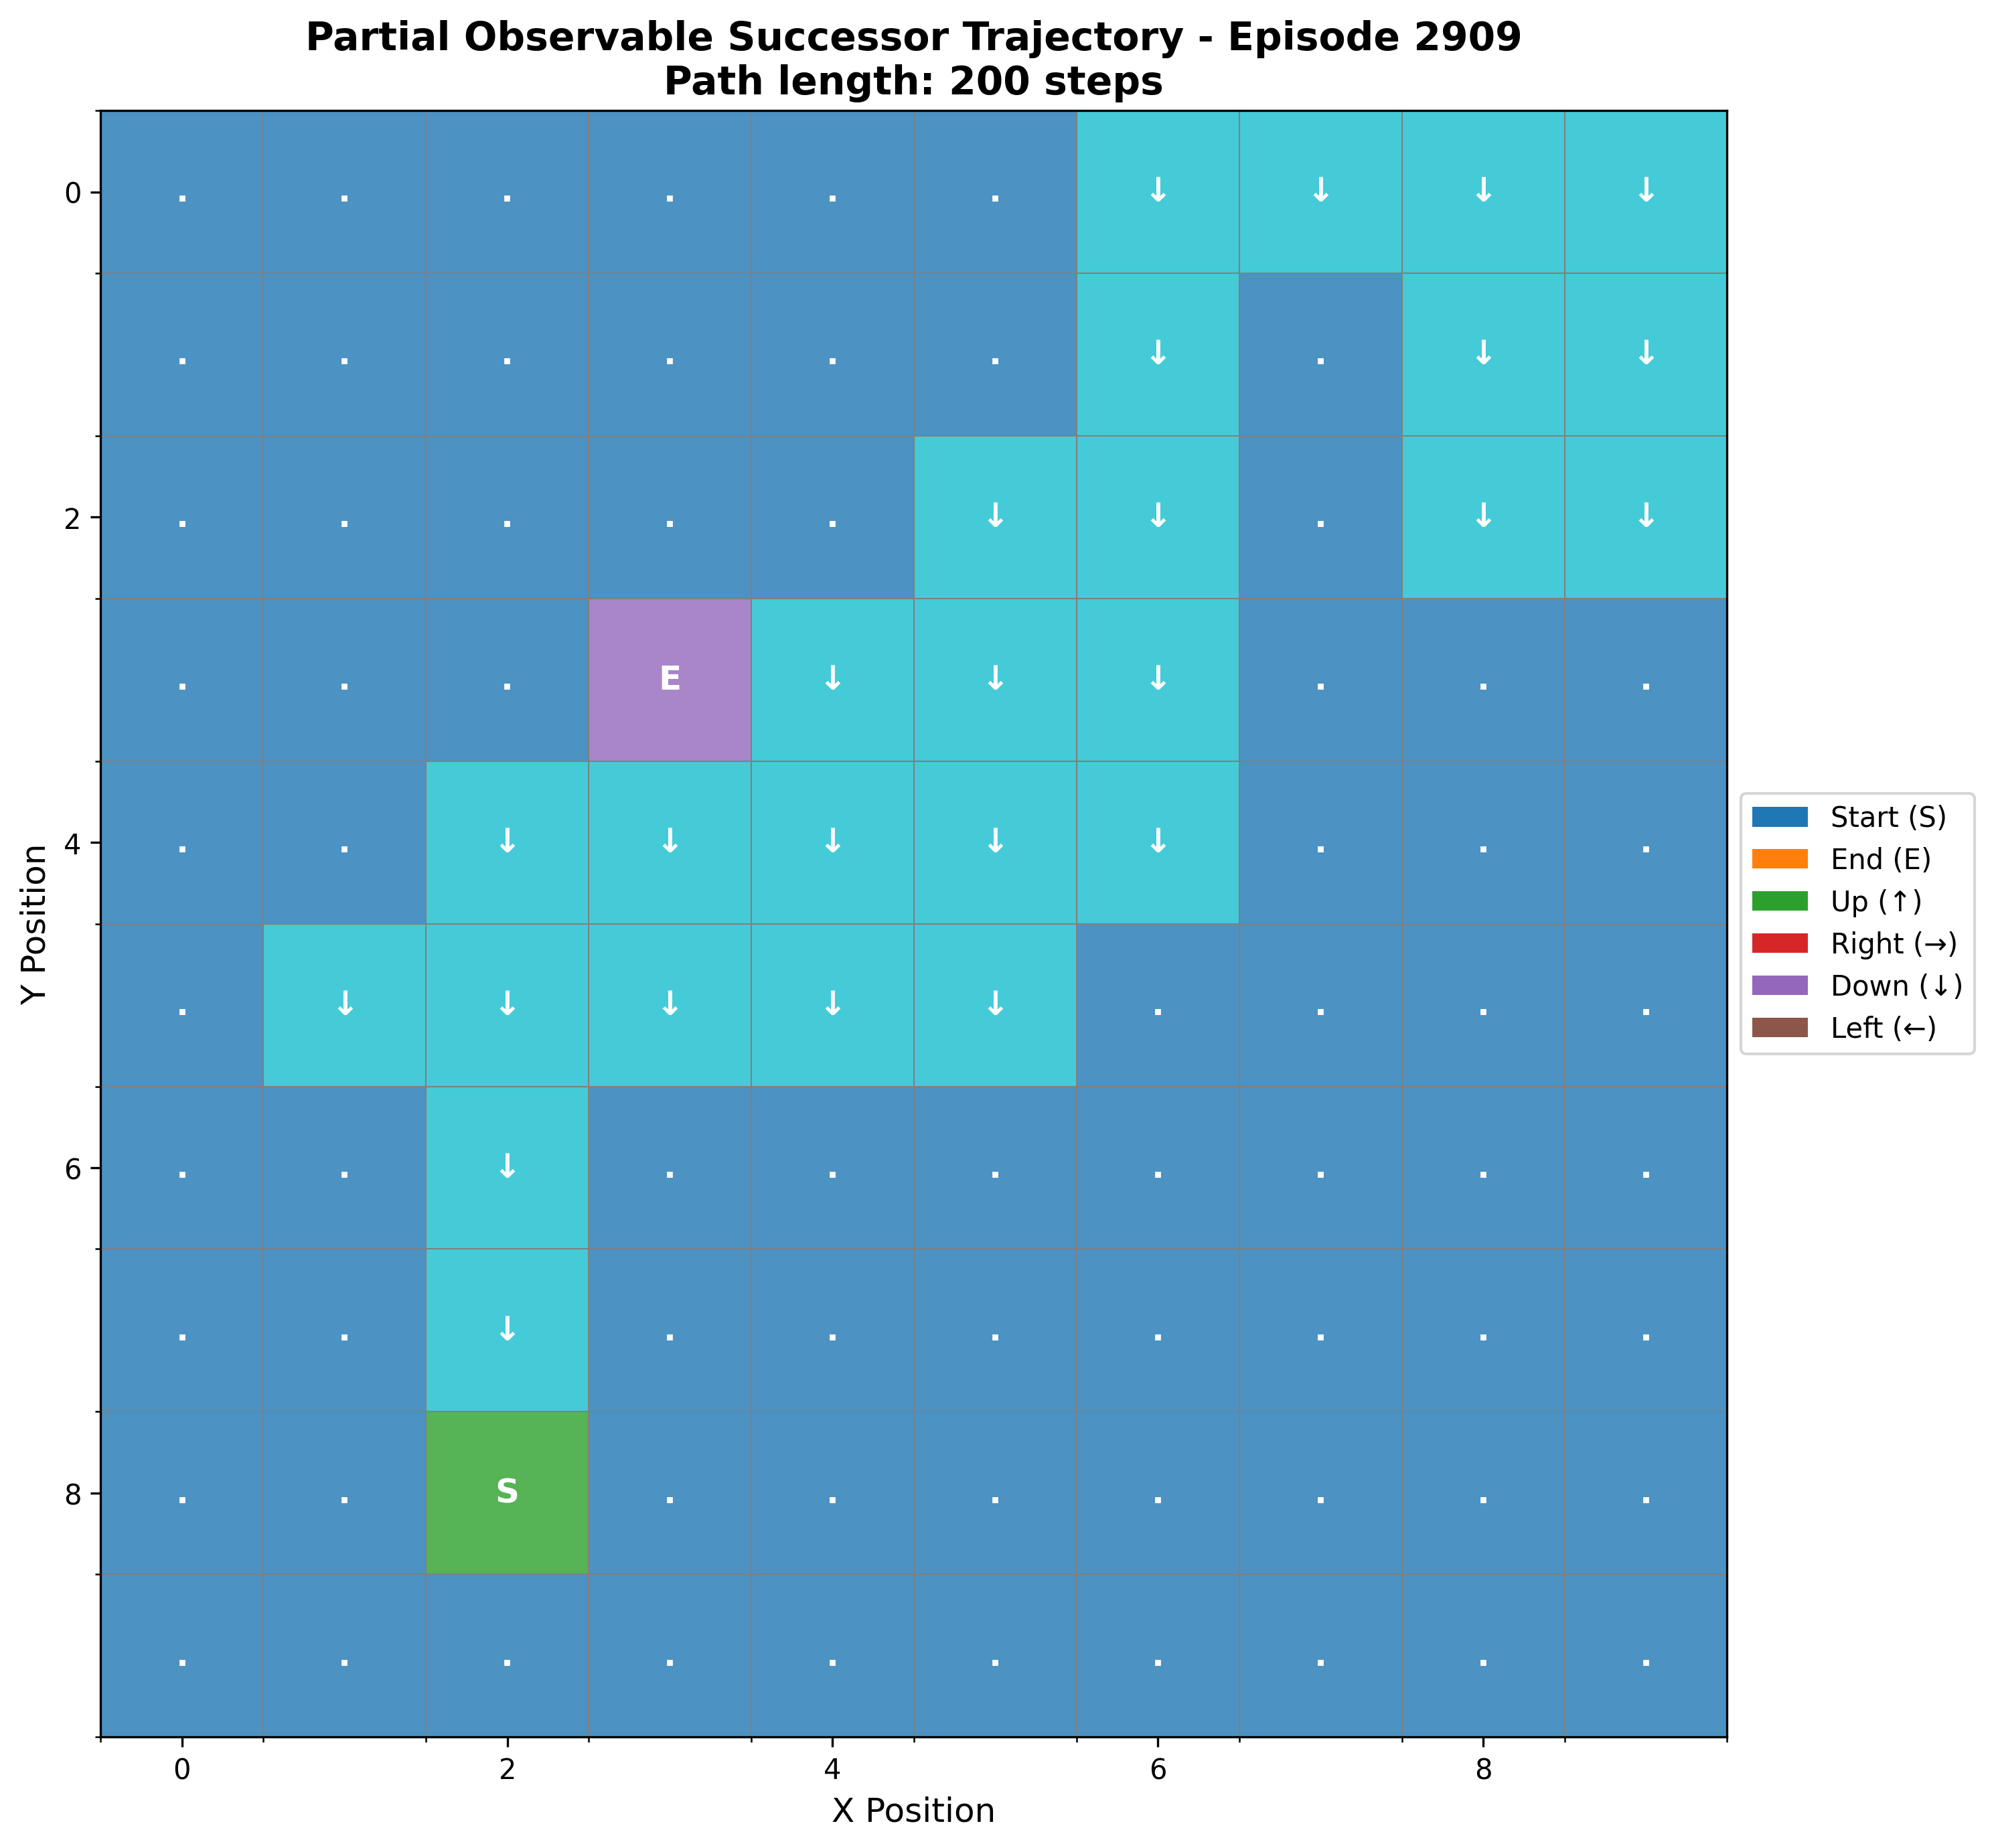 Partial Observable Successor Trajectory - Episode 2909
Path length: 200 steps
0 . . . . . . ↓ ↓ ↓ ↓
. . . . . . ↓ . ↓ ↓
2 . . . . . ↓ ↓ . ↓ ↓
. . . E ↓ ↓ ↓ . . .
4 . . ↓ ↓ ↓ ↓ ↓ . . .
. ↓ ↓ ↓ ↓ ↓ . . . .
6 . . ↓ . . . . . . .
. . ↓ . . . . . . .
8 . . S . . . . . . .
. . . . . . . . . .
0 2 4 6 8
X Position
Y Position
Start (S)
End (E)
Up (↑)
Right (→)
Down (↓)
Left (←)